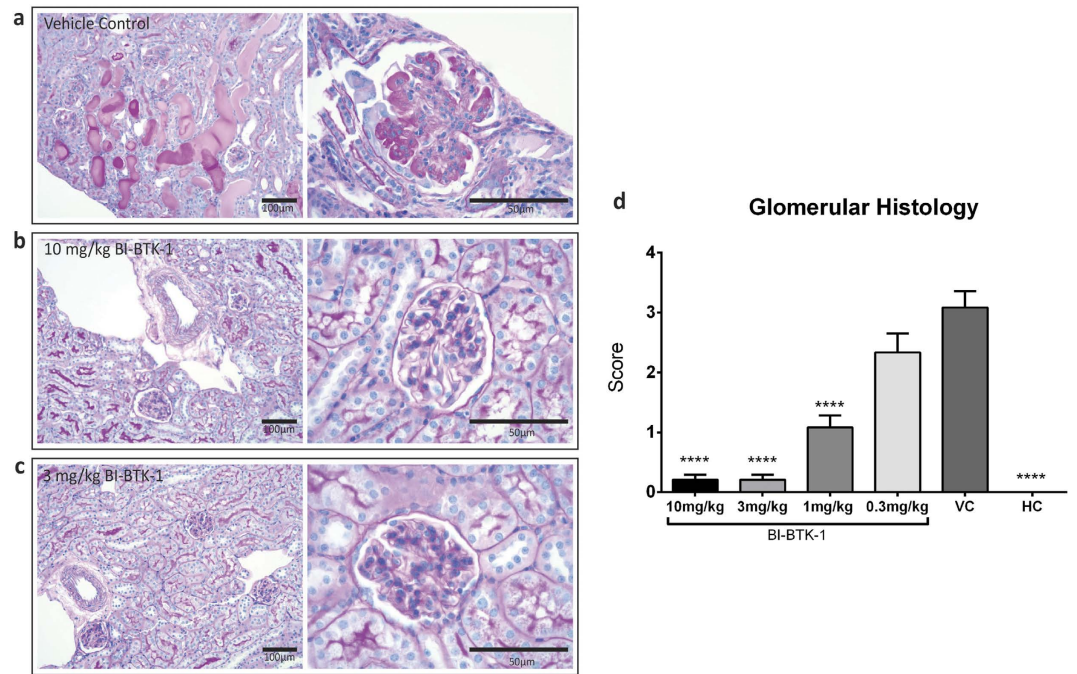 a
Vehicle Control
100µm
50µm
b
10 mg/kg BI-BTK-1
100µm
50µm
c
3 mg/kg BI-BTK-1
100µm
50µm
d
Glomerular Histology
Score
4
3
2
1
0
****
****
****
****
10mg/kg 3mg/kg 1mg/kg 0.3mg/kg VC HC
BI-BTK-1